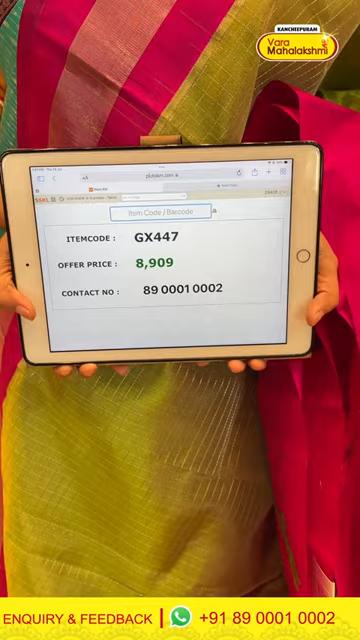 KANCHEEPURAM
Vara
Mahalakshmi
Item Code / Barcode
ITEMCODE : GX447
OFFER PRICE : 8,909
CONTACT NO : 89 0001 0002
ENQUIRY & FEEDBACK | +91 89 0001 0002